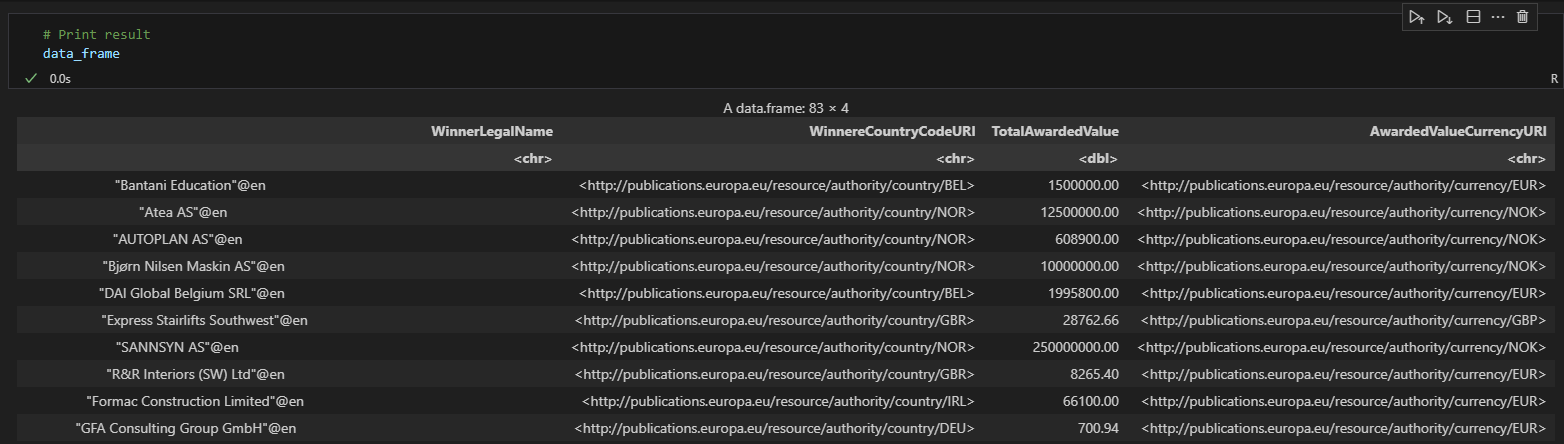 # Print result
data_frame
0.0s
R
A data.frame: 83 × 4
WinnerLegalName WinnereCountryCodeURI TotalAwardedValue AwardedValueCurrencyURI
<chr> <chr> <dbl> <chr>
"Bantani Education"@en <http://publications.europa.eu/resource/authority/country/BEL> 1500000.00 <http://publications.europa.eu/resource/authority/currency/EUR>
"Atea AS"@en <http://publications.europa.eu/resource/authority/country/NOR> 12500000.00 <http://publications.europa.eu/resource/authority/currency/NOK>
"AUTOPLAN AS"@en <http://publications.europa.eu/resource/authority/country/NOR> 608900.00 <http://publications.europa.eu/resource/authority/currency/NOK>
"Bjørn Nilsen Maskin AS"@en <http://publications.europa.eu/resource/authority/country/NOR> 10000000.00 <http://publications.europa.eu/resource/authority/currency/NOK>
"DAI Global Belgium SRL"@en <http://publications.europa.eu/resource/authority/country/BEL> 1995800.00 <http://publications.europa.eu/resource/authority/currency/EUR>
"Express Stairlifts Southwest"@en <http://publications.europa.eu/resource/authority/country/GBR> 28762.66 <http://publications.europa.eu/resource/authority/currency/GBP>
"SANNSYN AS"@en <http://publications.europa.eu/resource/authority/country/NOR> 250000000.00 <http://publications.europa.eu/resource/authority/currency/NOK>
"R&R Interiors (SW) Ltd"@en <http://publications.europa.eu/resource/authority/country/GBR> 8265.40 <http://publications.europa.eu/resource/authority/currency/EUR>
"Formac Construction Limited"@en <http://publications.europa.eu/resource/authority/country/IRL> 66100.00 <http://publications.europa.eu/resource/authority/currency/EUR>
"GFA Consulting Group GmbH"@en <http://publications.europa.eu/resource/authority/country/DEU> 700.94 <http://publications.europa.eu/resource/authority/currency/EUR>